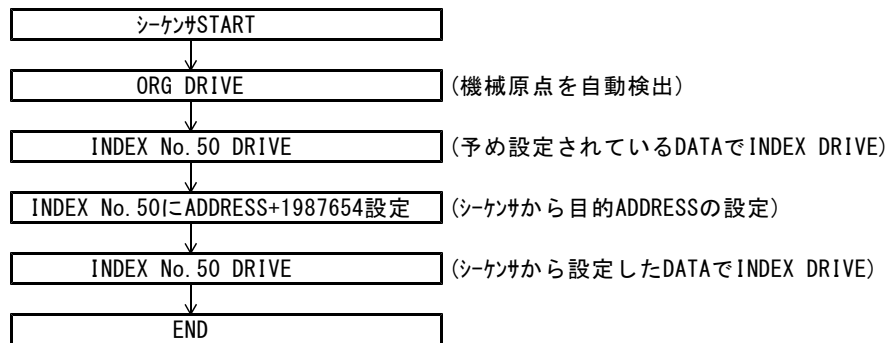 ｼｰｹﾝｻSTART
ORG DRIVE (機械原点を自動検出)
INDEX No.50 DRIVE (予め設定されているDATAでINDEX DRIVE)
INDEX No.50にADDRESS+1987654設定 (ｼｰｹﾝｻから目的ADDRESSの設定)
INDEX No.50 DRIVE (ｼｰｹﾝｻから設定したDATAでINDEX DRIVE)
END